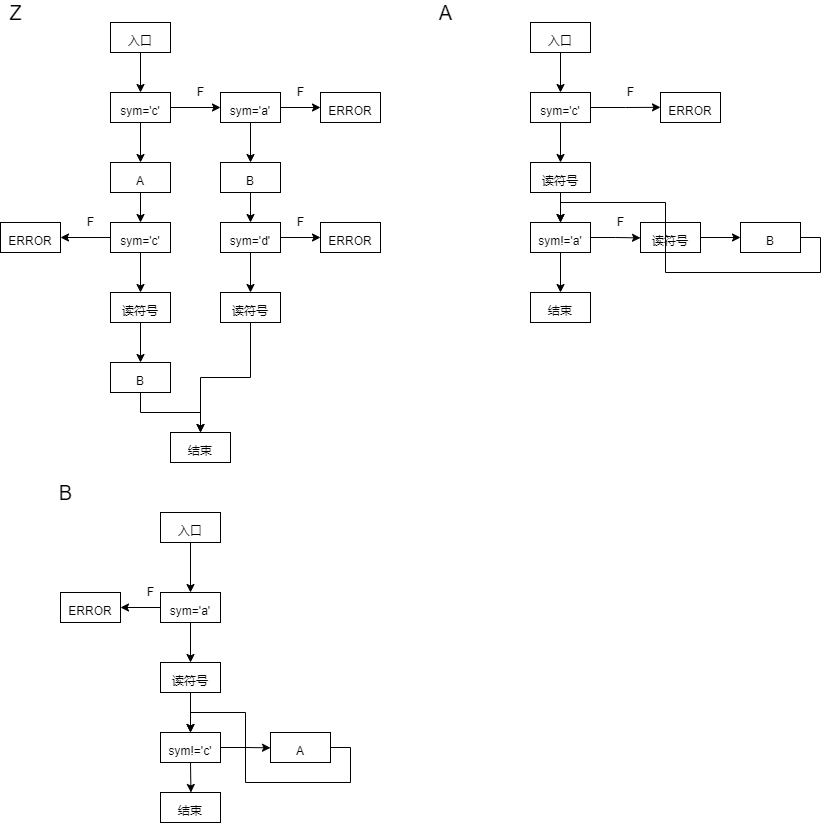 Z
入口
sym='c'
F
sym='a'
F
ERROR
A
B
ERROR
F
sym='c'
sym='d'
F
ERROR
读符号
读符号
B
结束
A
入口
sym='c'
F
ERROR
读符号
sym!='a'
F
读符号
B
结束
B
入口
ERROR
F
sym='a'
读符号
sym!='c'
A
结束